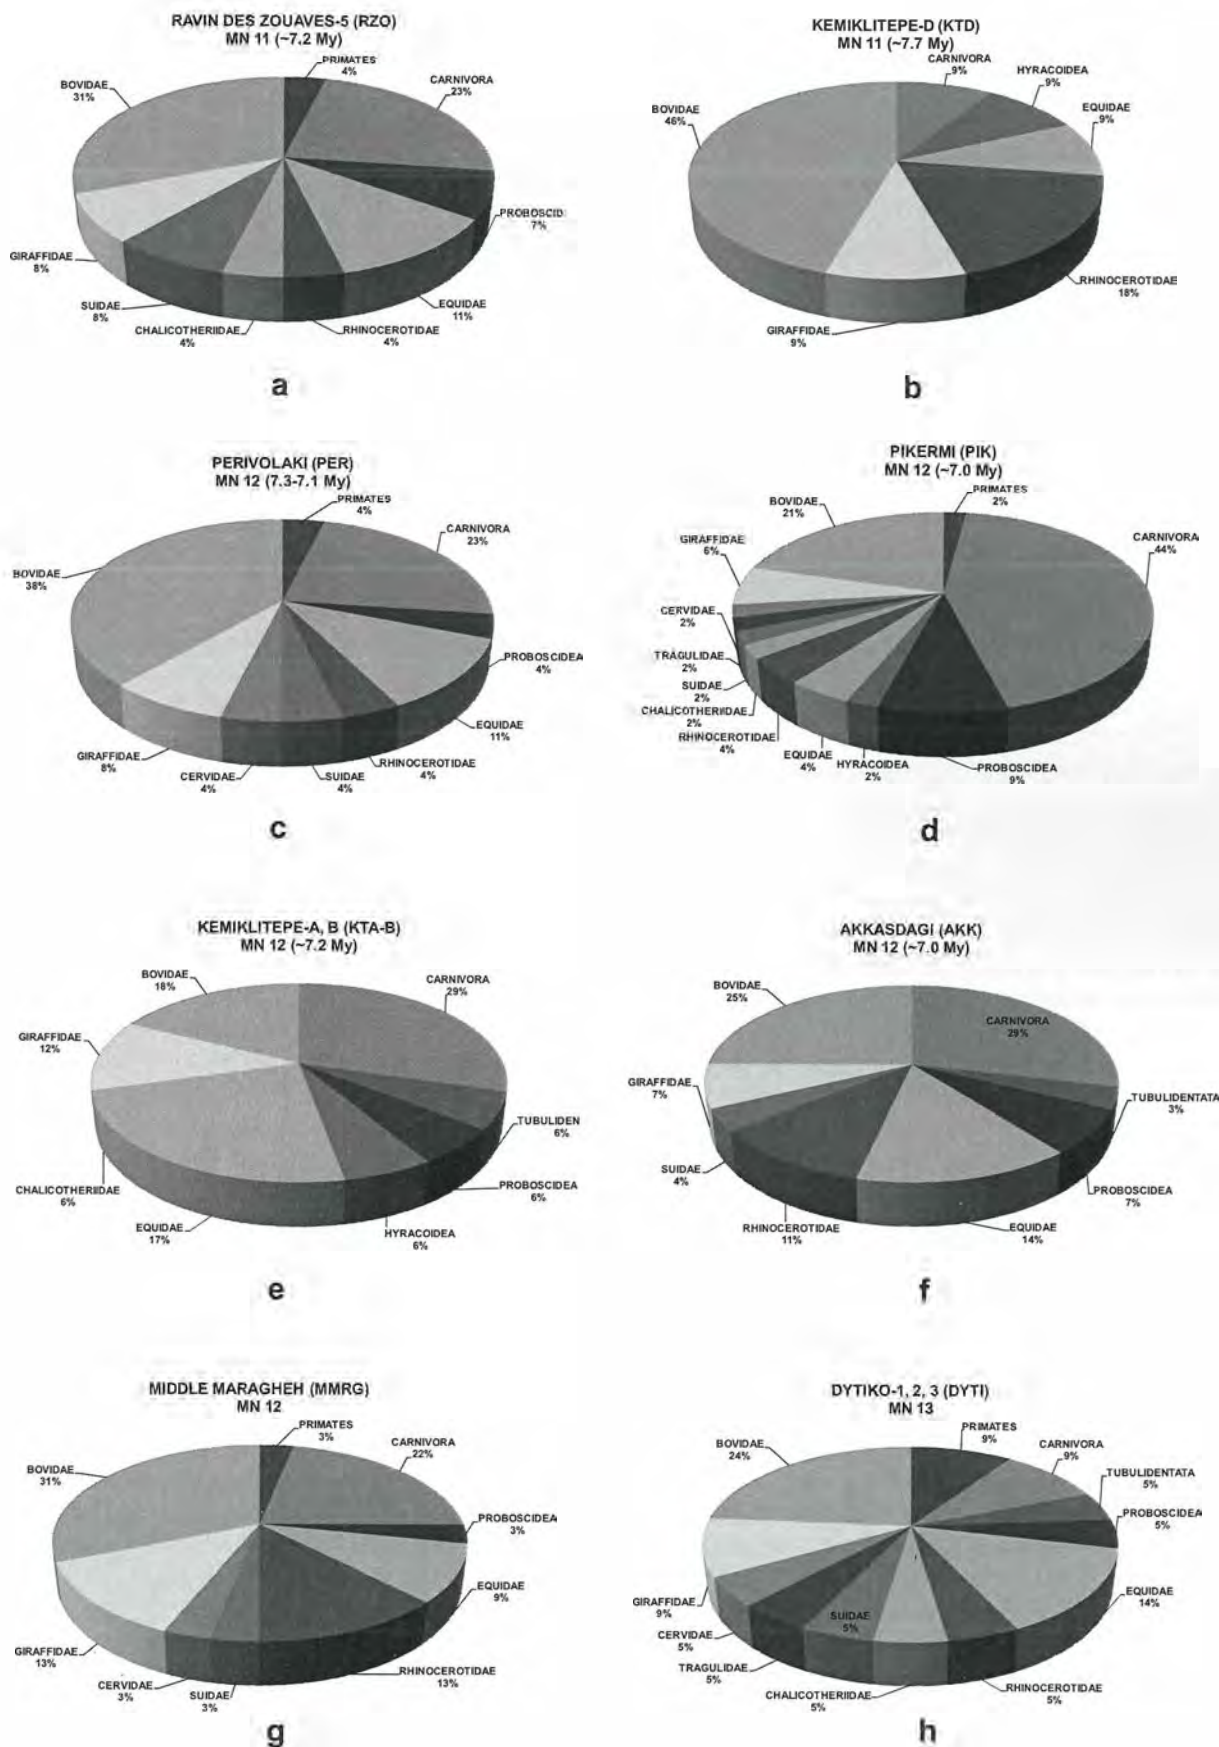 RAVIN DES ZOUAVES-5 (RZO)
MN 11 (~7.2 My)
PRIMATES
4%
CARNIVORA
23%
BOVIDAE
31%
PROBOSCID
7%
GIRAFFIDAE
8%
EQUIDAE
11%
SUIDAE
8%
CHALICOTHERIIDAE
4%
RHINOCEROTIDAE
4%
a
KEMIKLITEPE-D (KTD)
MN 11 (~7.7 My)
CARNIVORA
9%
HYRACOIDEA
9%
EQUIDAE
9%
BOVIDAE
46%
RHINOCEROTIDAE
18%
GIRAFFIDAE
9%
b
PERIVOLAKI (PER)
MN 12 (7.3-7.1 My)
PRIMATES
4%
CARNIVORA
23%
BOVIDAE
38%
PROBOSCIDEA
4%
EQUIDAE
11%
GIRAFFIDAE
8%
RHINOCEROTIDAE
4%
CERVIDAE
4%
SUIDAE
4%
c
PIKERMI (PIK)
MN 12 (~7.0 My)
PRIMATES
2%
BOVIDAE
21%
CARNIVORA
44%
GIRAFFIDAE
6%
CERVIDAE
2%
TRAGULIDAE
2%
SUIDAE
2%
CHALICOTHERIIDAE
2%
RHINOCEROTIDAE
4%
EQUIDAE
4%
HYRACOIDEA
2%
PROBOSCIDEA
9%
d
KEMIKLITEPE-A, B (KTA-B)
MN 12 (~7.2 My)
BOVIDAE
18%
CARNIVORA
29%
GIRAFFIDAE
12%
TUBULIDEN
6%
CHALICOTHERIIDAE
6%
PROBOSCIDEA
6%
EQUIDAE
17%
HYRACOIDEA
6%
e
AKKASDAGI (AKK)
MN 12 (~7.0 My)
BOVIDAE
25%
CARNIVORA
29%
GIRAFFIDAE
7%
TUBULIDENTATA
3%
SUIDAE
4%
PROBOSCIDEA
7%
RHINOCEROTIDAE
11%
EQUIDAE
14%
f
MIDDLE MARAGHEH (MMRG)
MN 12
PRIMATES
3%
CARNIVORA
22%
BOVIDAE
31%
PROBOSCIDEA
3%
EQUIDAE
9%
GIRAFFIDAE
13%
RHINOCEROTIDAE
13%
CERVIDAE
3%
SUIDAE
3%
g
DYTIKO-1, 2, 3 (DYTI)
MN 13
PRIMATES
9%
BOVIDAE
24%
CARNIVORA
9%
TUBULIDENTATA
5%
PROBOSCIDEA
5%
EQUIDAE
14%
GIRAFFIDAE
9%
SUIDAE
5%
CERVIDAE
5%
TRAGULIDAE
5%
CHALICOTHERIIDAE
5%
RHINOCEROTIDAE
5%
h